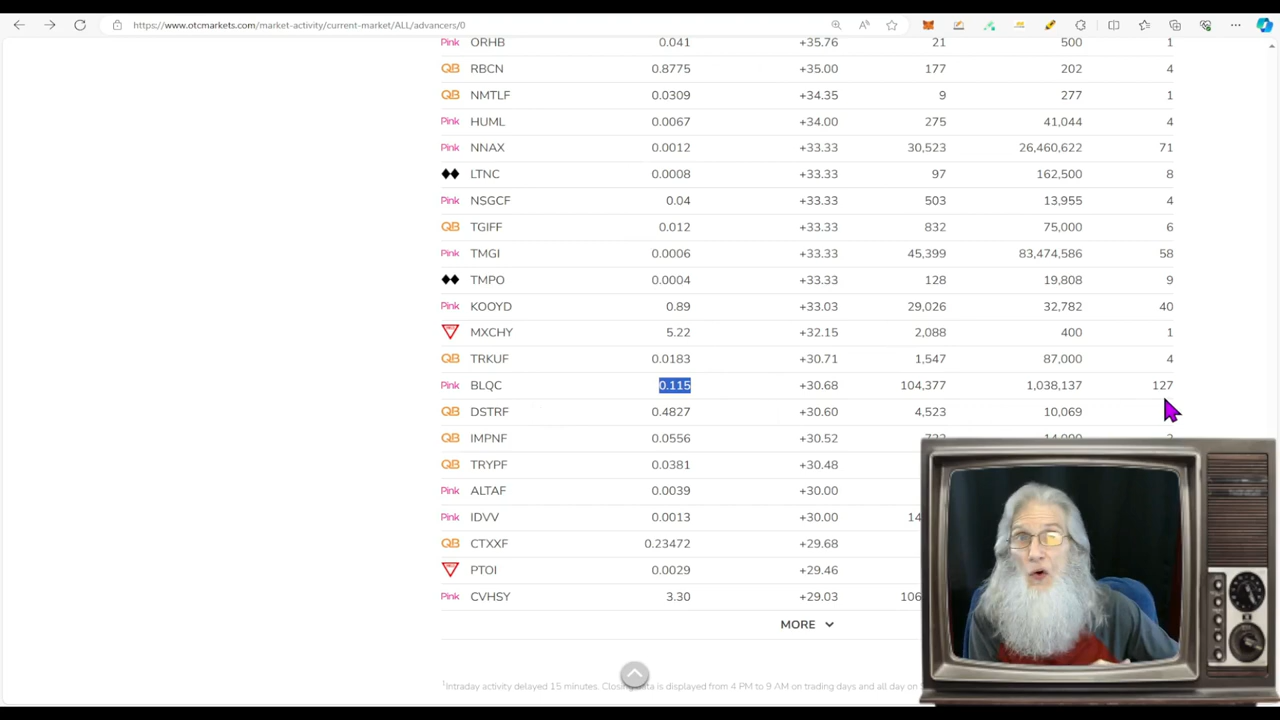 https://www.otcmarkets.com/market-activity/current-market/ALL/advancers/0
Pink ORHB 0.041 +35.76 21 500 1
QB RBCN 0.8775 +35.00 177 202 4
QB NMTLF 0.0309 +34.35 9 277 1
Pink HUML 0.0067 +34.00 275 41,044 4
Pink NNAX 0.0012 +33.33 30,523 26,460,622 71
LTNC 0.0008 +33.33 97 162,500 8
Pink NSGCF 0.04 +33.33 503 13,955 4
QB TGIFF 0.012 +33.33 832 75,000 6
Pink TMGI 0.0006 +33.33 45,399 83,474,586 58
TMPO 0.0004 +33.33 128 19,808 9
Pink KOOYD 0.89 +33.03 29,026 32,782 40
MXCHY 5.22 +32.15 2,088 400 1
QB TRKUF 0.0183 +30.71 1,547 87,000 4
Pink BLQC 0.115 +30.68 104,377 1,038,137 127
QB DSTRF 0.4827 +30.60 4,523 10,069
QB IMPNF 0.0556 +30.52
QB TRYPF 0.0381 +30.48
Pink ALTAF 0.0039 +30.00
Pink IDVV 0.0013 +30.00 14
QB CTXXF 0.23472 +29.68
PTOI 0.0029 +29.46
Pink CVHSY 3.30 +29.03 106
MORE
1Intraday activity delayed 15 minutes. Closing data is displayed from 4 PM to 9 AM on trading days and all day on